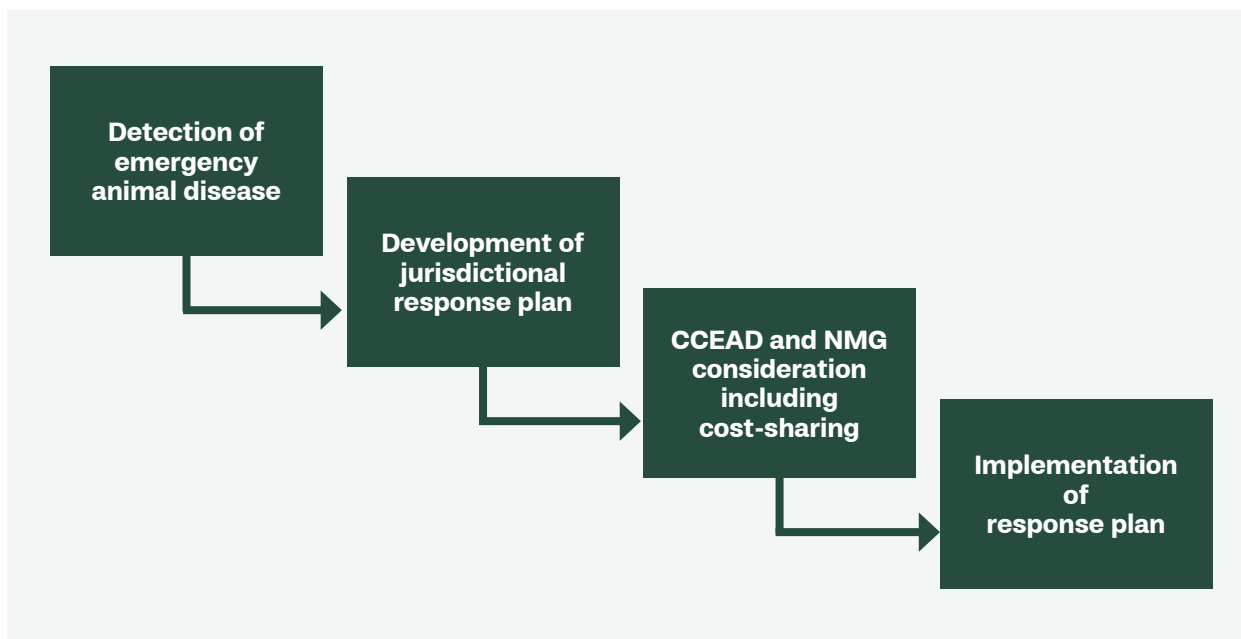 Detection of
emergency
animal disease
Development of
jurisdictional
response plan
CCEAD and NMG
consideration
including
cost-sharing
Implementation
of
response plan